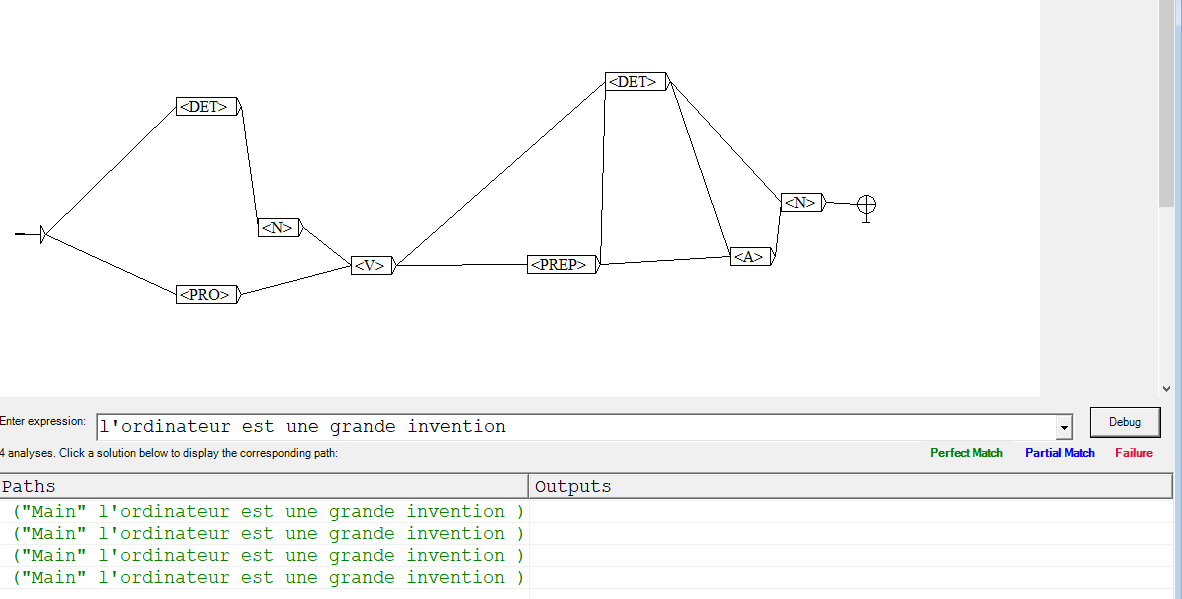 <DET>
<DET>
<N>
<N>
<V>
<PREP>
<A>
<PRO>
Enter expression:
l'ordinateur est une grande invention
Debug
4 analyses. Click a solution below to display the corresponding path:
Perfect Match Partial Match Failure
Paths Outputs
("Main" l'ordinateur est une grande invention )
("Main" l'ordinateur est une grande invention )
("Main" l'ordinateur est une grande invention )
("Main" l'ordinateur est une grande invention )